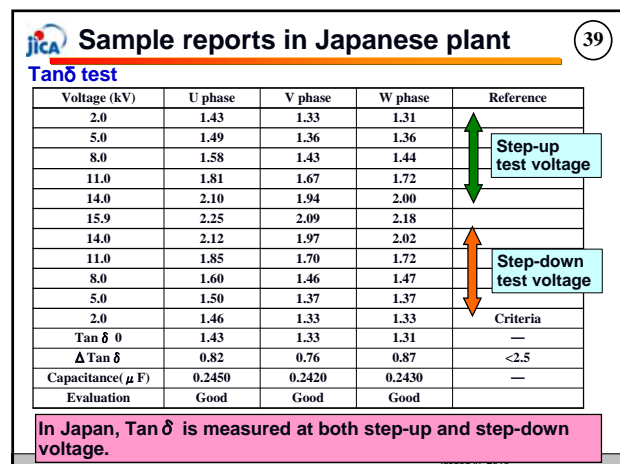 jica Sample reports in Japanese plant 39
Tanδ test
Voltage (kV) U phase V phase W phase Reference
2.0 1.43 1.33 1.31
5.0 1.49 1.36 1.36
8.0 1.58 1.43 1.44
11.0 1.81 1.67 1.72
14.0 2.10 1.94 2.00
15.9 2.25 2.09 2.18
14.0 2.12 1.97 2.02
11.0 1.85 1.70 1.72
8.0 1.60 1.46 1.47
5.0 1.50 1.37 1.37
2.0 1.46 1.33 1.33 Criteria
Tan δ 0 1.43 1.33 1.31 —
Δ Tan δ 0.82 0.76 0.87 <2.5
Capacitance( μ F) 0.2450 0.2420 0.2430 —
Evaluation Good Good Good
Step-up
test voltage
Step-down
test voltage
In Japan, Tan δ is measured at both step-up and step-down
voltage.